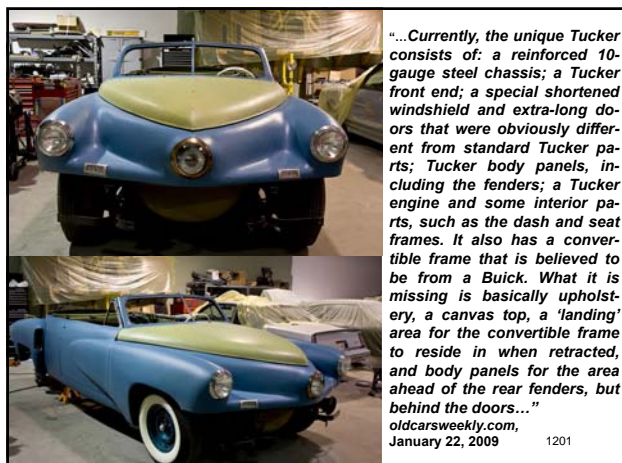 “...Currently, the unique Tucker
consists of: a reinforced 10-
gauge steel chassis; a Tucker
front end; a special shortened
windshield and extra-long do-
ors that were obviously differ-
ent from standard Tucker pa-
rts; Tucker body panels, in-
cluding the fenders; a Tucker
engine and some interior pa-
rts, such as the dash and seat
frames. It also has a conver-
tible frame that is believed to
be from a Buick. What it is
missing is basically upholst-
ery, a canvas top, a ‘landing’
area for the convertible frame
to reside in when retracted,
and body panels for the area
ahead of the rear fenders, but
behind the doors…”
oldcarsweekly.com,
January 22, 2009 1201